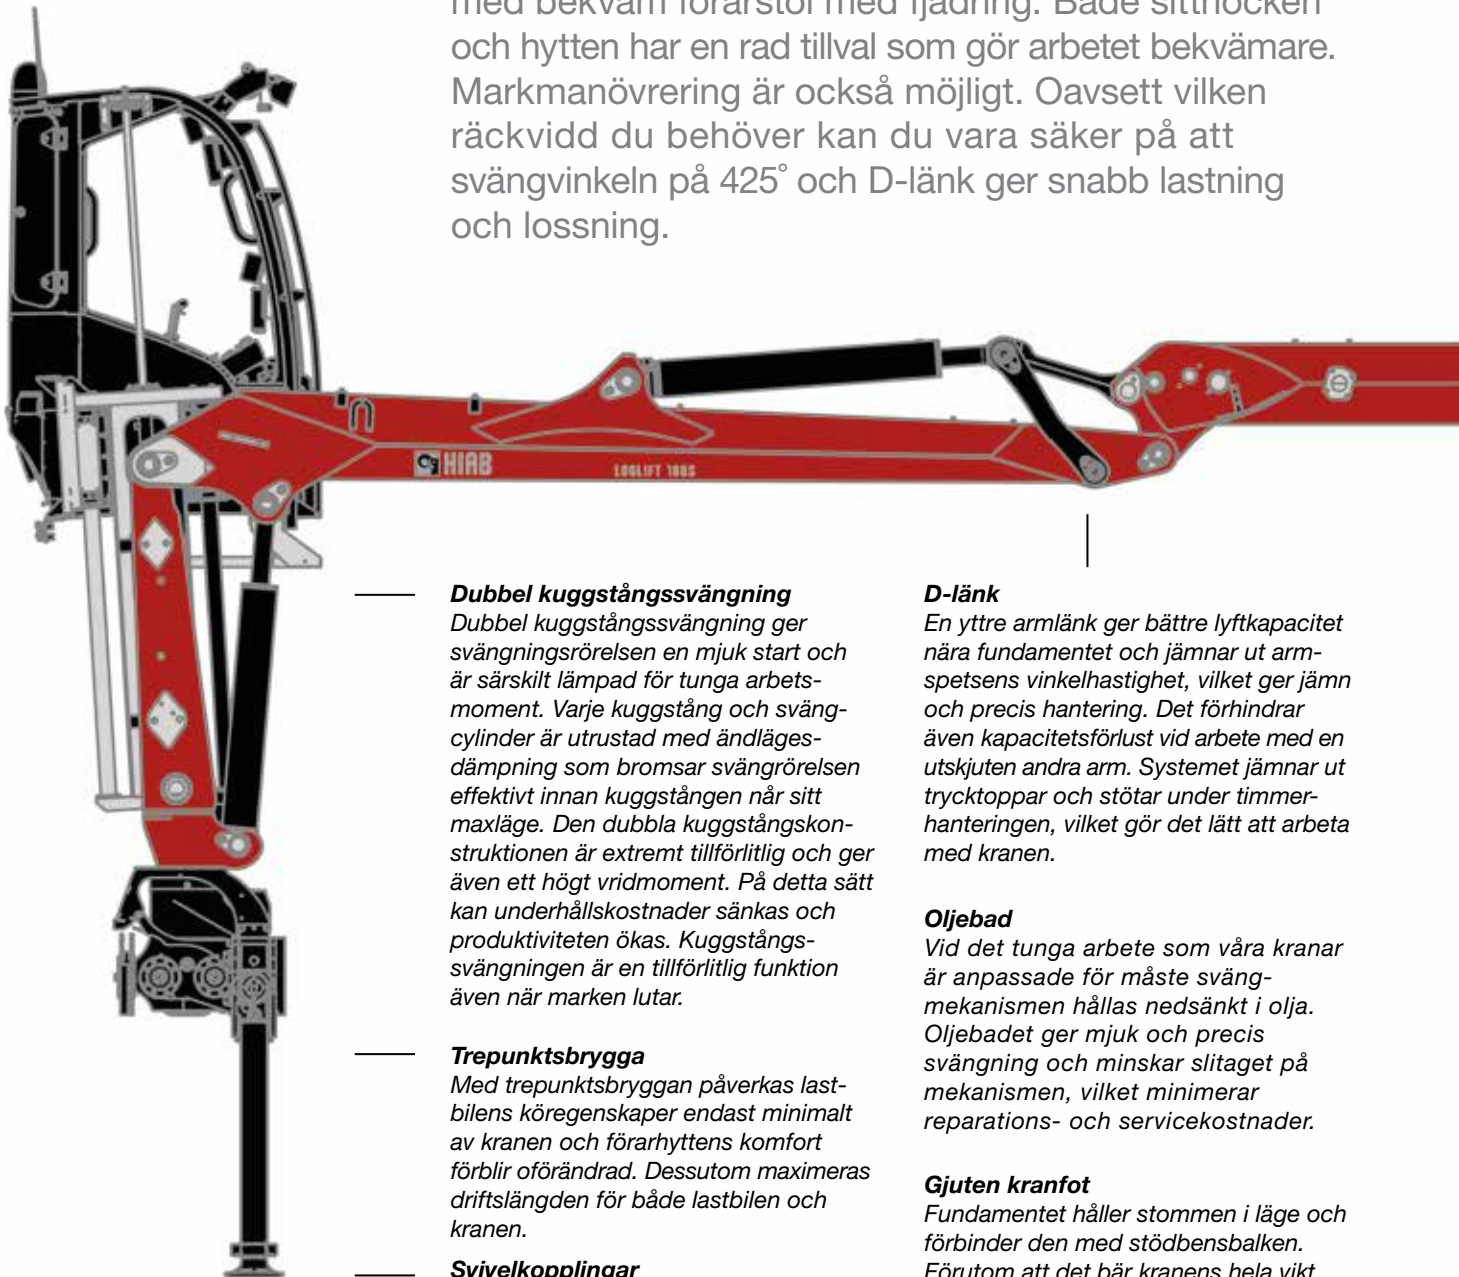 med bekväm förarstol med fjädring. Både sitthocken
och hytten har en rad tillval som gör arbetet bekvämare.
Markmanövrering är också möjligt. Oavsett vilken
räckvidd du behöver kan du vara säker på att
svängvinkeln på 425° och D-länk ger snabb lastning
och lossning.
HIAB
LOGLIFT 108S
Dubbel kuggstångssvängning
Dubbel kuggstångssvängning ger
svängningsrörelsen en mjuk start och
är särskilt lämpad för tunga arbets-
moment. Varje kuggstång och sväng-
cylinder är utrustad med ändläges-
dämpning som bromsar svängrörelsen
effektivt innan kuggstången når sitt
maxläge. Den dubbla kuggstångskon-
struktionen är extremt tillförlitlig och ger
även ett högt vridmoment. På detta sätt
kan underhållskostnader sänkas och
produktiviteten ökas. Kuggstångs-
svängningen är en tillförlitlig funktion
även när marken lutar.
Trepunktsbrygga
Med trepunktsbryggan påverkas last-
bilens köregenskaper endast minimalt
av kranen och förarhyttens komfort
förblir oförändrad. Dessutom maximeras
driftslängden för både lastbilen och
kranen.
Svivelkopplingar
D-länk
En yttre armlänk ger bättre lyftkapacitet
nära fundamentet och jämnar ut arm-
spetsens vinkelhastighet, vilket ger jämn
och precis hantering. Det förhindrar
även kapacitetsförlust vid arbete med en
utskjuten andra arm. Systemet jämnar ut
trycktoppar och stötar under timmer-
hanteringen, vilket gör det lätt att arbeta
med kranen.
Oljebad
Vid det tunga arbete som våra kranar
är anpassade för måste sväng-
mekanismen hållas nedsänkt i olja.
Oljebadet ger mjuk och precis
svängning och minskar slitaget på
mekanismen, vilket minimerar
reparations- och servicekostnader.
Gjuten kranfot
Fundamentet håller stommen i läge och
förbinder den med stödbensbalken.
Förutom att det bär kranens hela vikt